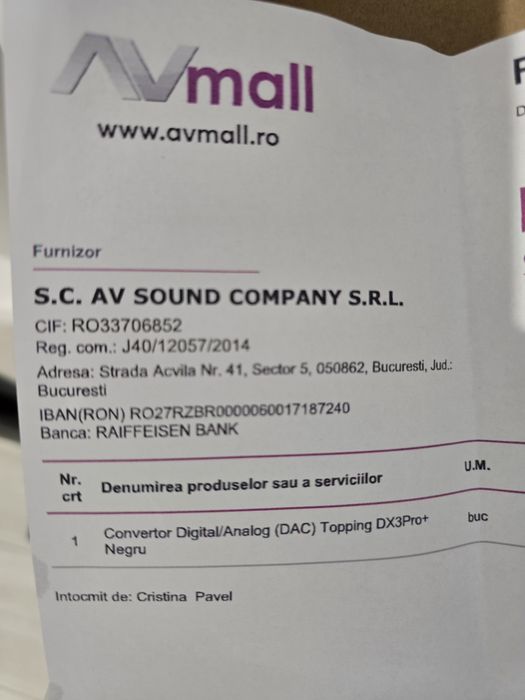 AVmall
www.avmall.ro
Furnizor
S.C. AV SOUND COMPANY S.R.L.
CIF: RO33706852
Reg. com.: J40/12057/2014
Adresa: Strada Acvila Nr. 41, Sector 5, 050862, Bucuresti, Jud.:
Bucuresti
IBAN(RON) RO27RZBR0000060017187240
Banca: RAIFFEISEN BANK
Nr. crt Denumirea produselor sau a serviciilor U.M.
1 Convertor Digital/Analog (DAC) Topping DX3Pro+ buc
Negru
Intocmit de: Cristina Pavel